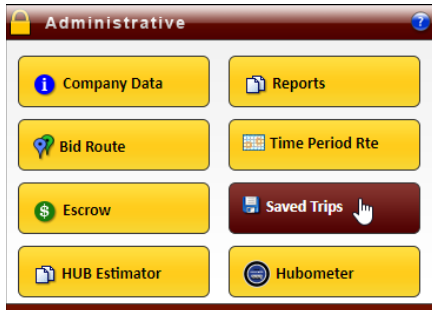 Administrative ?
i Company Data
Reports
Bid Route
Time Period Rte
$ Escrow
Saved Trips
HUB Estimator
Hubometer